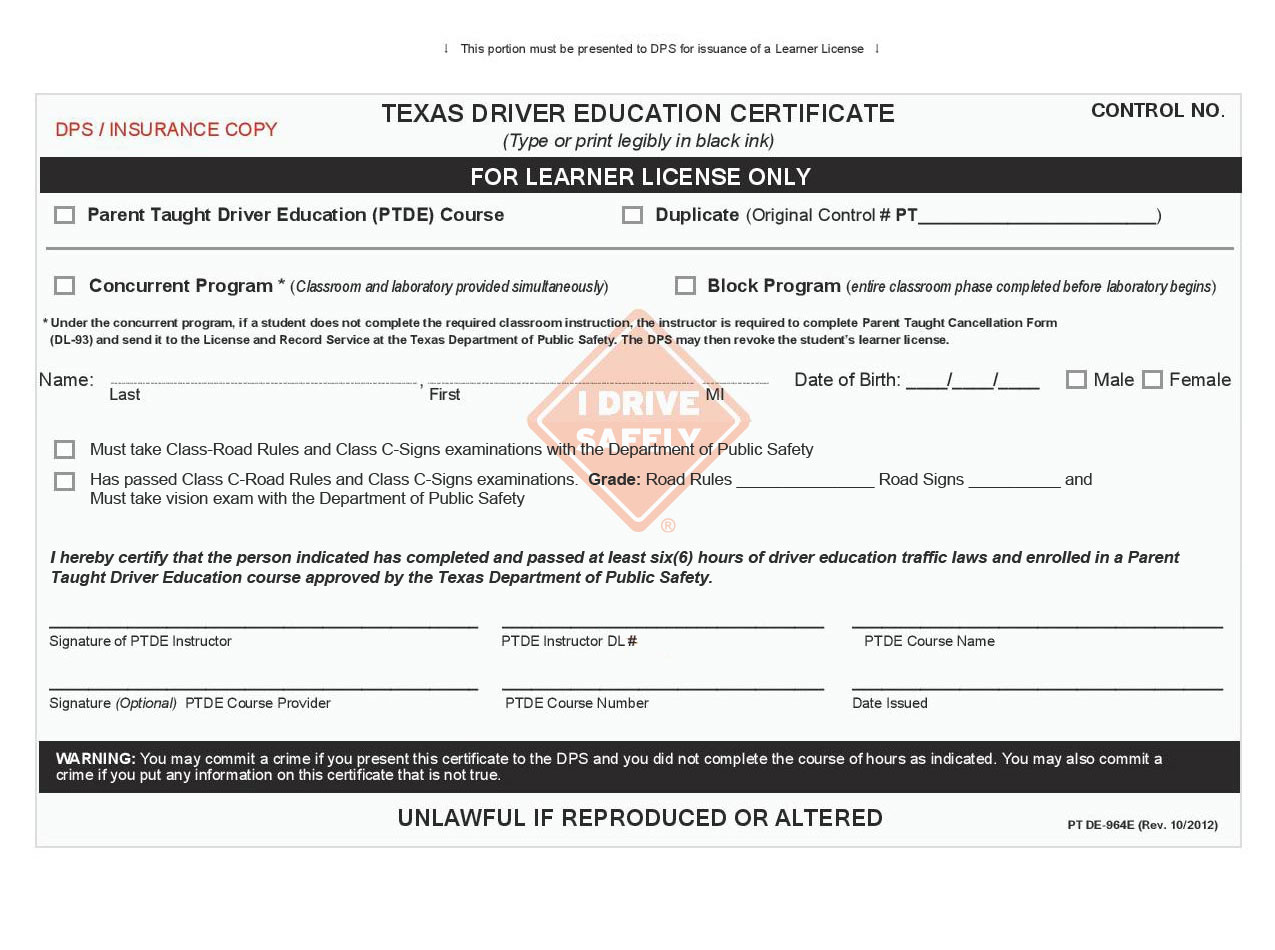 ↓ This portion must be presented to DPS for issuance of a Learner License ↓
DPS / INSURANCE COPY
TEXAS DRIVER EDUCATION CERTIFICATE
(Type or print legibly in black ink)
CONTROL NO.
FOR LEARNER LICENSE ONLY
Parent Taught Driver Education (PTDE) Course
Duplicate (Original Control # PT________________________)
Concurrent Program * (Classroom and laboratory provided simultaneously)
Block Program (entire classroom phase completed before laboratory begins)
* Under the concurrent program, if a student does not complete the required classroom instruction, the instructor is required to complete Parent Taught Cancellation Form
(DL-93) and send it to the License and Record Service at the Texas Department of Public Safety. The DPS may then revoke the student's learner license.
Name: , Date of Birth: ____/____/____ Male Female
Last First MI
I DRIVE
SAFELY
®
Must take Class-Road Rules and Class C-Signs examinations with the Department of Public Safety
Has passed Class C-Road Rules and Class C-Signs examinations. Grade: Road Rules _______________ Road Signs __________ and
Must take vision exam with the Department of Public Safety
I hereby certify that the person indicated has completed and passed at least six(6) hours of driver education traffic laws and enrolled in a Parent
Taught Driver Education course approved by the Texas Department of Public Safety.
Signature of PTDE Instructor
PTDE Instructor DL#
PTDE Course Name
Signature (Optional) PTDE Course Provider
PTDE Course Number
Date Issued
WARNING: You may commit a crime if you present this certificate to the DPS and you did not complete the course of hours as indicated. You may also commit a
crime if you put any information on this certificate that is not true.
UNLAWFUL IF REPRODUCED OR ALTERED
PT DE-964E (Rev. 10/2012)